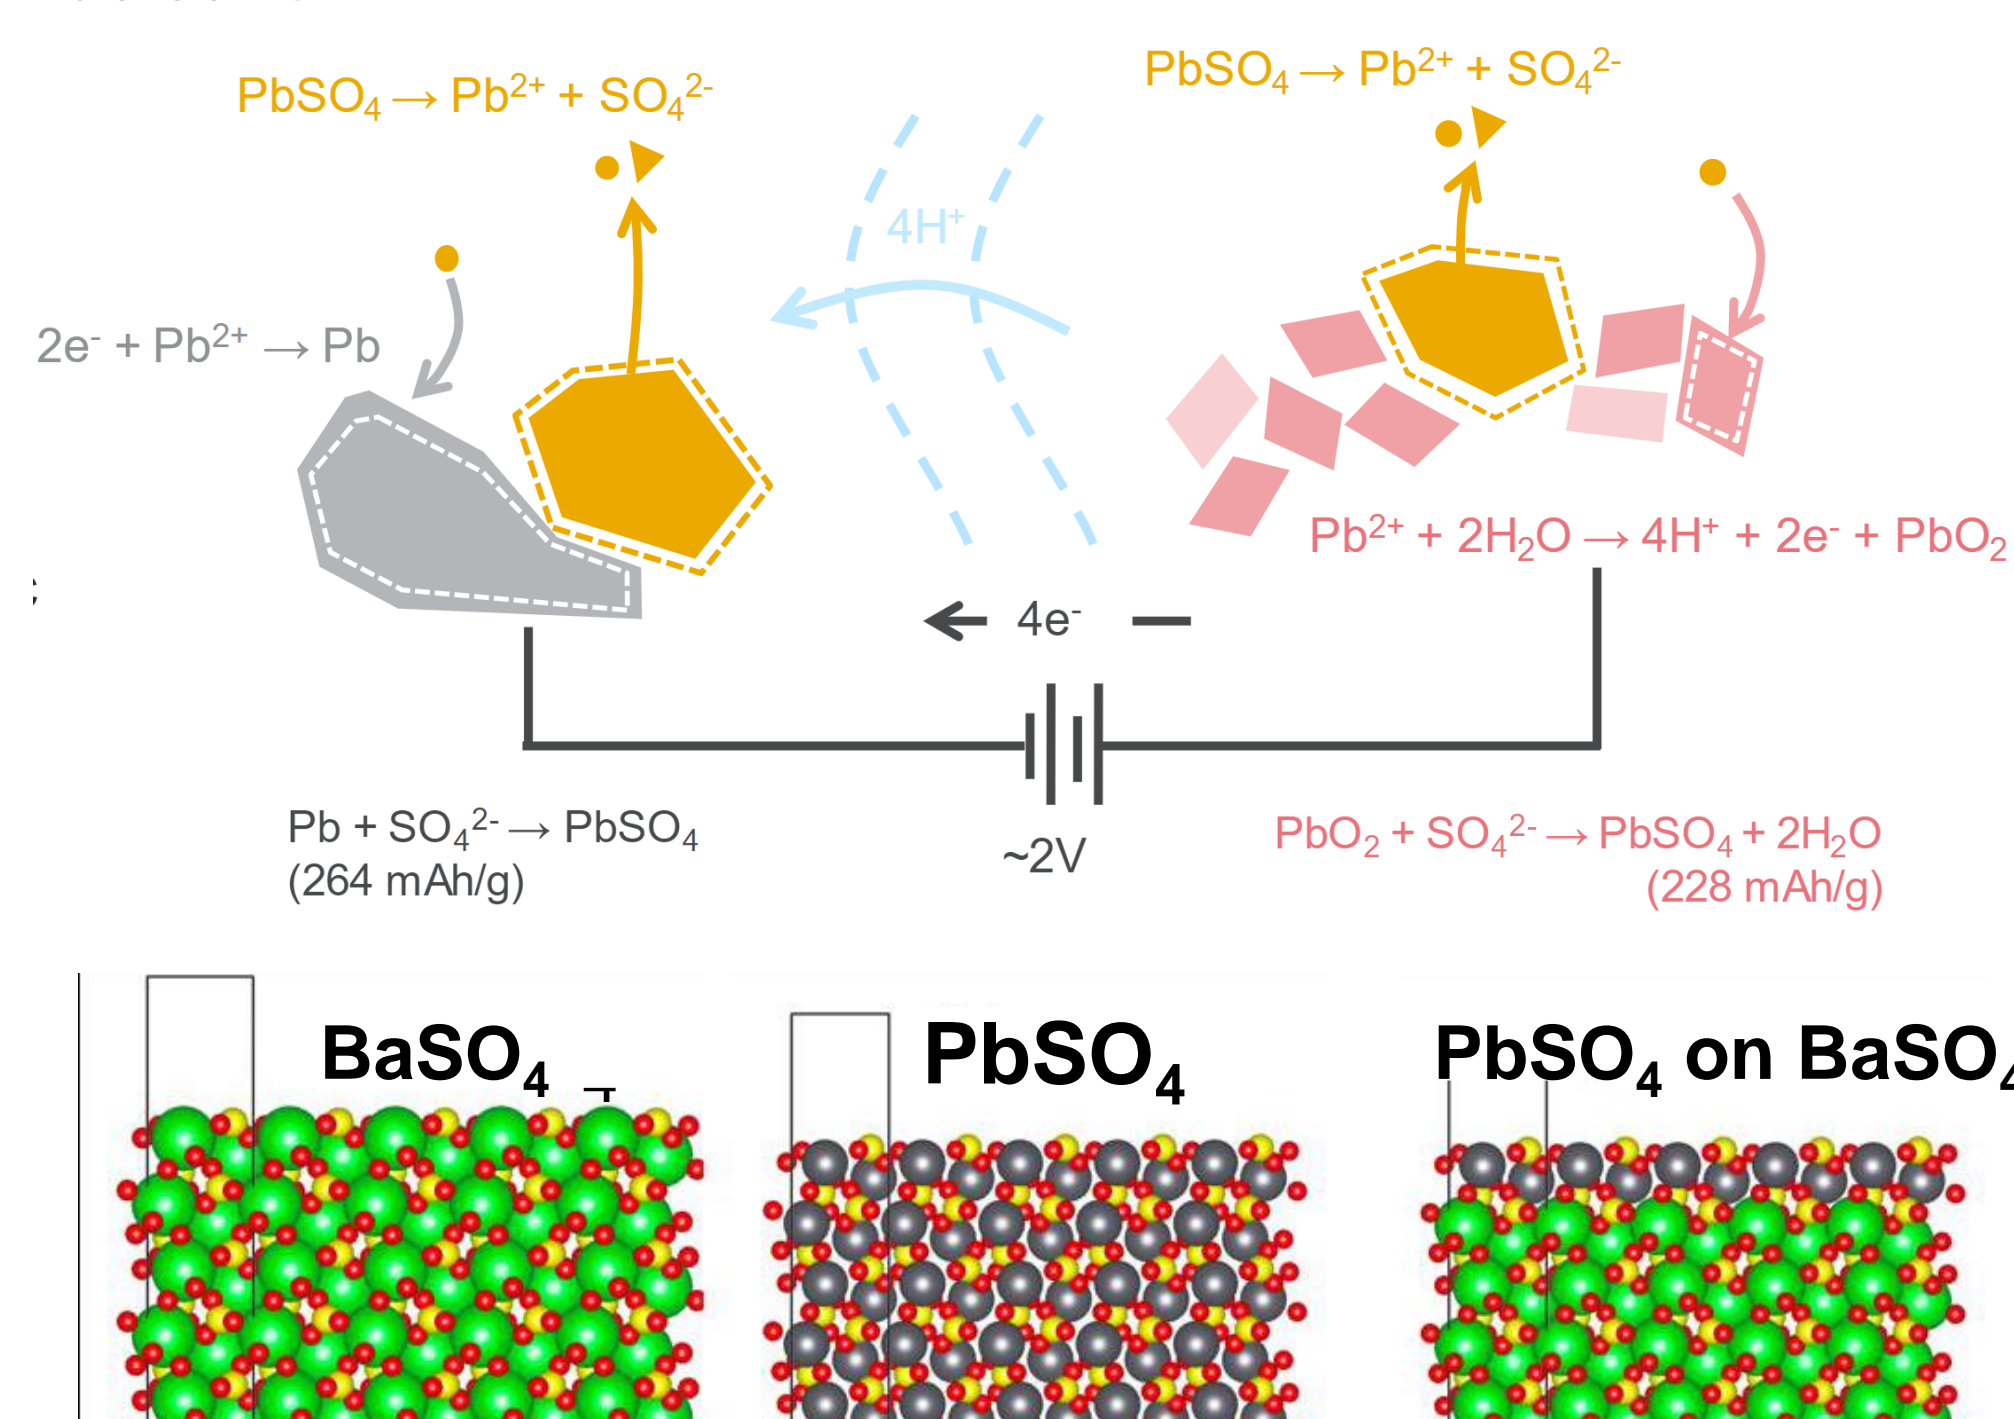 PbSO₄ → Pb²⁺ + SO₄²⁻
PbSO₄ → Pb²⁺ + SO₄²⁻
4H⁺
2e⁻ + Pb²⁺ → Pb
Pb²⁺ + 2H₂O → 4H⁺ + 2e⁻ + PbO₂
4e⁻
Pb + SO₄²⁻ → PbSO₄
(264 mAh/g)
~2V
PbO₂ + SO₄²⁻ → PbSO₄ + 2H₂O
(228 mAh/g)
BaSO₄
PbSO₄
PbSO₄ on BaSO₄